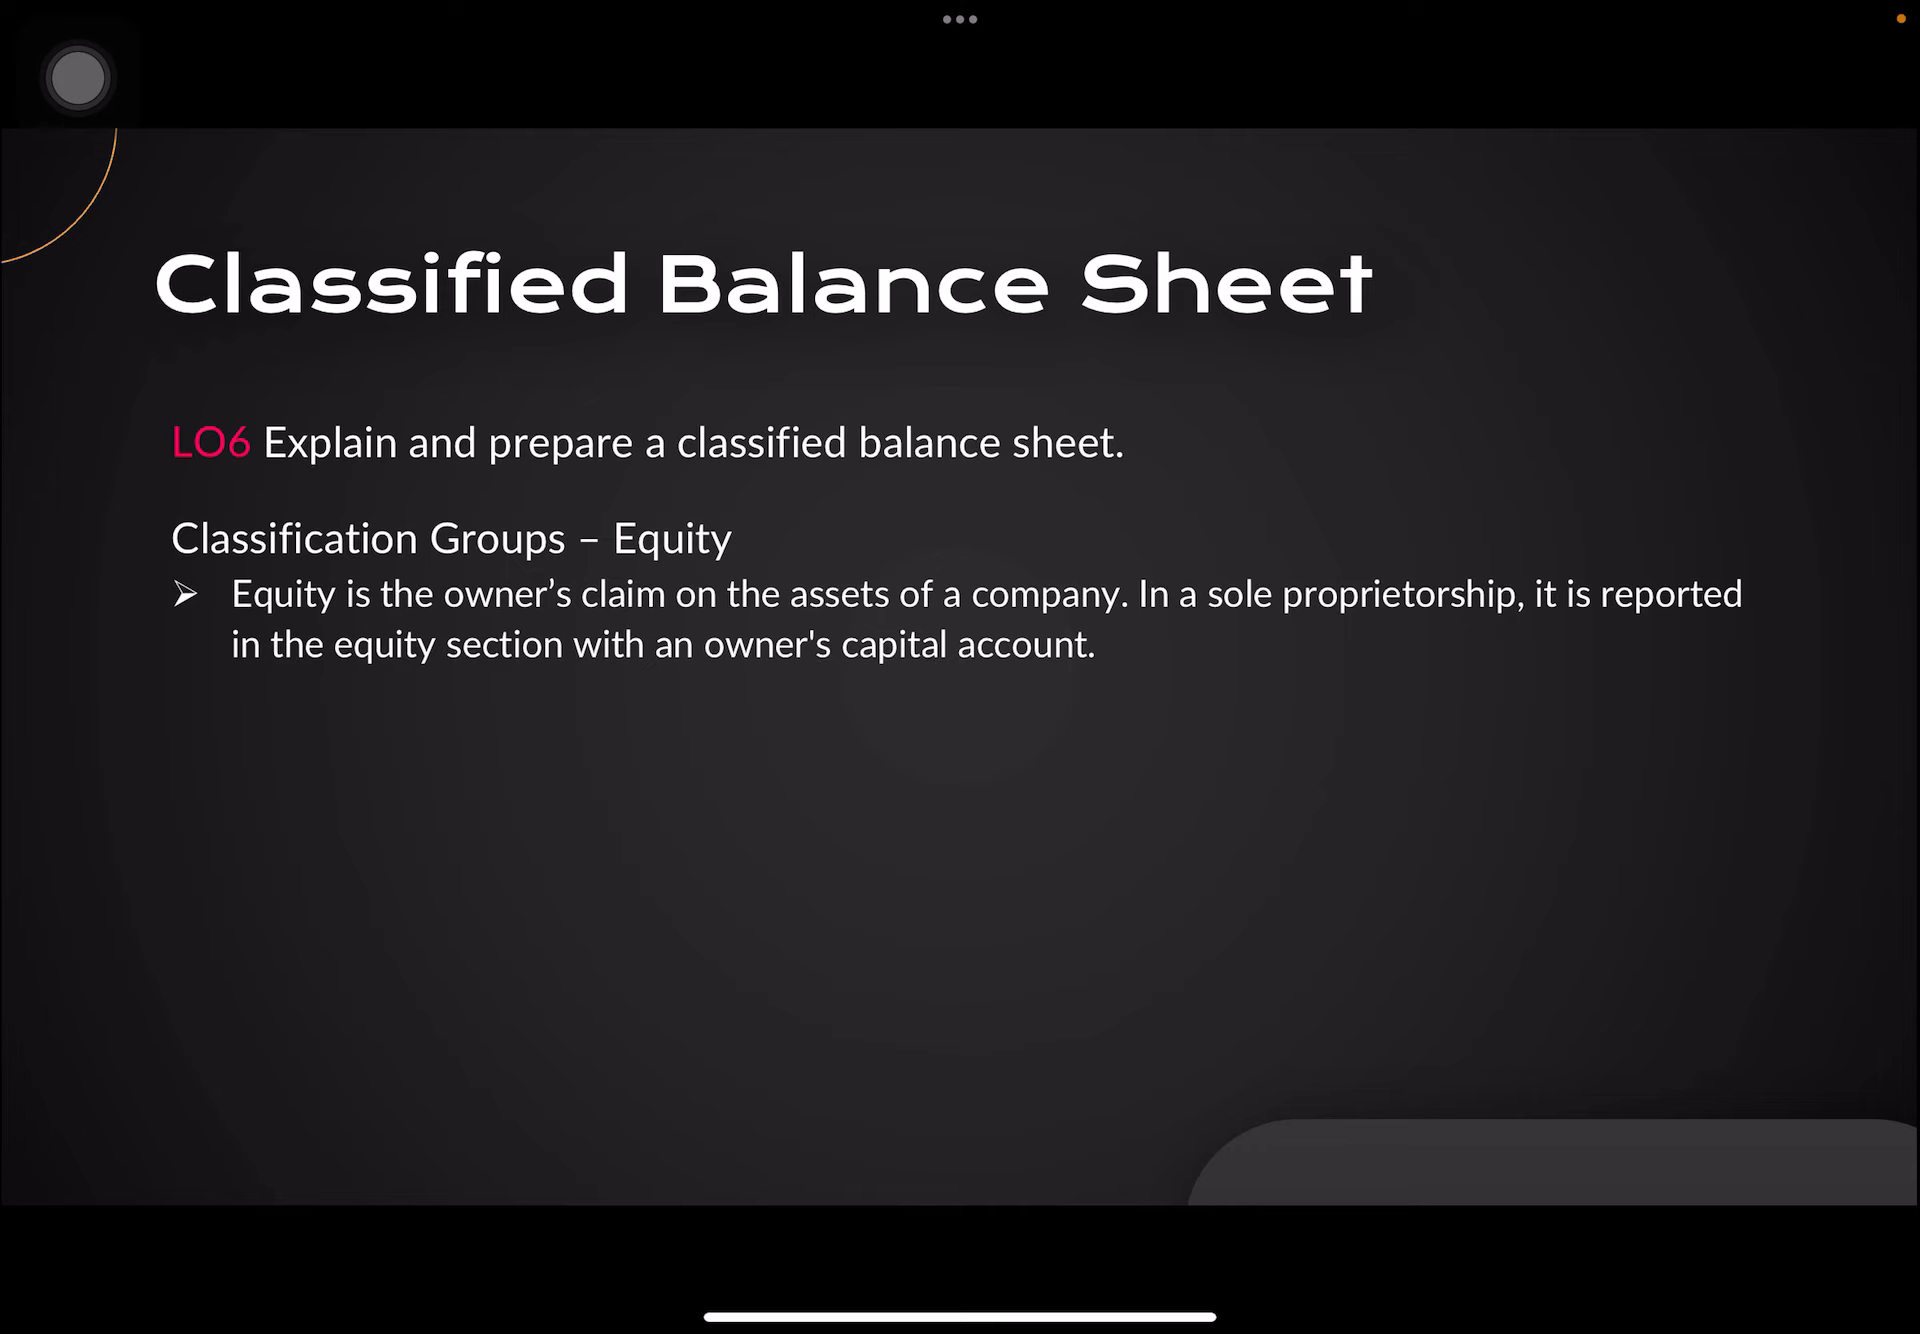 Classified Balance Sheet
LO6 Explain and prepare a classified balance sheet.
Classification Groups – Equity
➢ Equity is the owner’s claim on the assets of a company. In a sole proprietorship, it is reported
in the equity section with an owner's capital account.